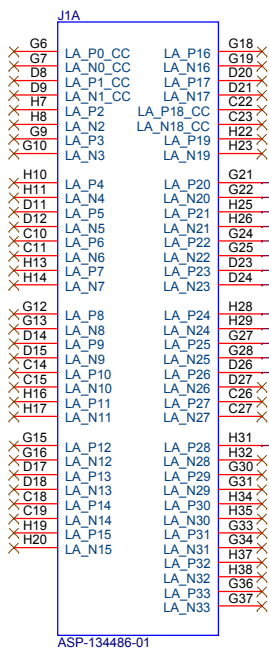 J1A
G6 LA_P0_CC LA_P16 G18
G7 LA_N0_CC LA_N16 G19
D8 LA_P1_CC LA_P17 D20
D9 LA_N1_CC LA_N17 D21
H7 LA_P2 LA_P18_CC C22
H8 LA_N2 LA_N18_CC C23
G9 LA_P3 LA_P19 H22
G10 LA_N3 LA_N19 H23
H10 LA_P4 LA_P20 G21
H11 LA_N4 LA_N20 G22
D11 LA_P5 LA_P21 H25
D12 LA_N5 LA_N21 H26
C10 LA_P6 LA_P22 G24
C11 LA_N6 LA_N22 G25
H13 LA_P7 LA_P23 D23
H14 LA_N7 LA_N23 D24
G12 LA_P8 LA_P24 H28
G13 LA_N8 LA_N24 H29
D14 LA_P9 LA_P25 G27
D15 LA_N9 LA_N25 G28
C14 LA_P10 LA_P26 D26
C15 LA_N10 LA_N26 D27
H16 LA_P11 LA_P27 C26
H17 LA_N11 LA_N27 C27
G15 LA_P12 LA_P28 H31
G16 LA_N12 LA_N28 H32
D17 LA_P13 LA_P29 G30
D18 LA_N13 LA_N29 G31
C18 LA_P14 LA_P30 H34
C19 LA_N14 LA_N30 H35
H19 LA_P15 LA_P31 G33
H20 LA_N15 LA_N31 G34
LA_P32 H37
LA_N32 H38
LA_P33 G36
LA_N33 G37
ASP-134486-01